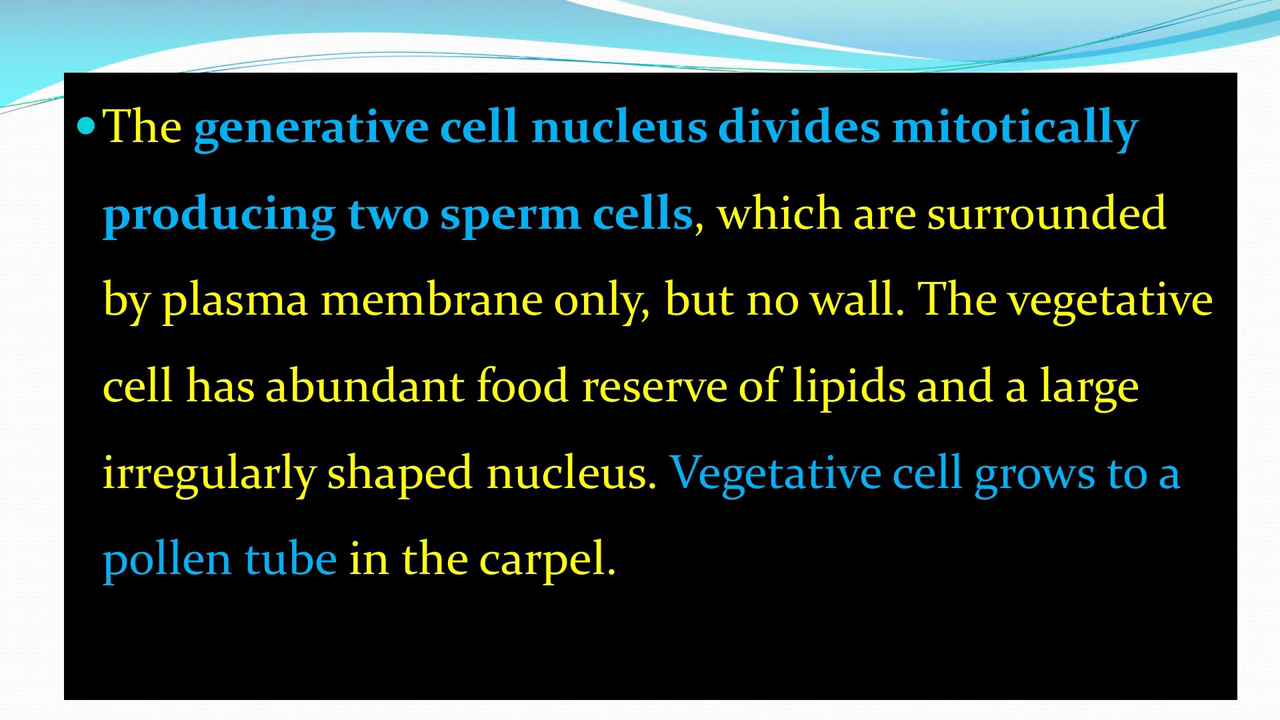 • The generative cell nucleus divides mitotically
producing two sperm cells, which are surrounded
by plasma membrane only, but no wall. The vegetative
cell has abundant food reserve of lipids and a large
irregularly shaped nucleus. Vegetative cell grows to a
pollen tube in the carpel.